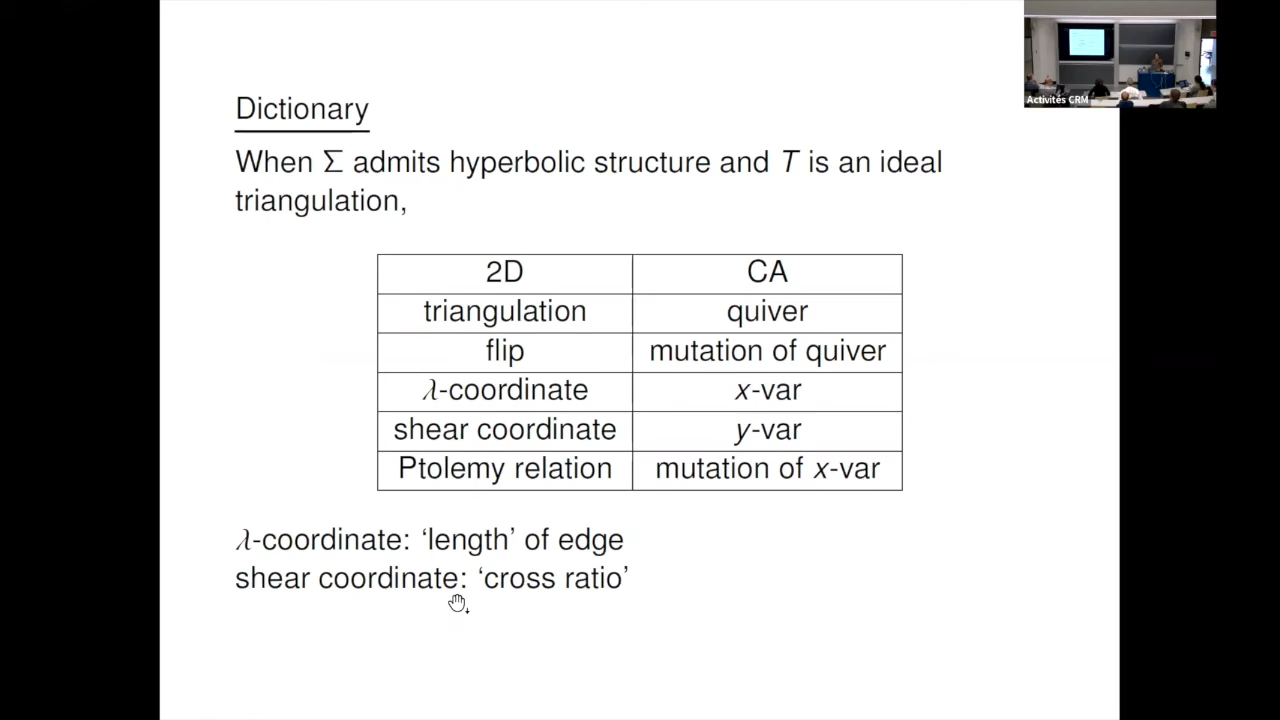 Activités CRM
Dictionary
When Σ admits hyperbolic structure and T is an ideal
triangulation,
2D CA
triangulation quiver
flip mutation of quiver
λ-coordinate x-var
shear coordinate y-var
Ptolemy relation mutation of x-var
λ-coordinate: ‘length’ of edge
shear coordinate: ‘cross ratio’